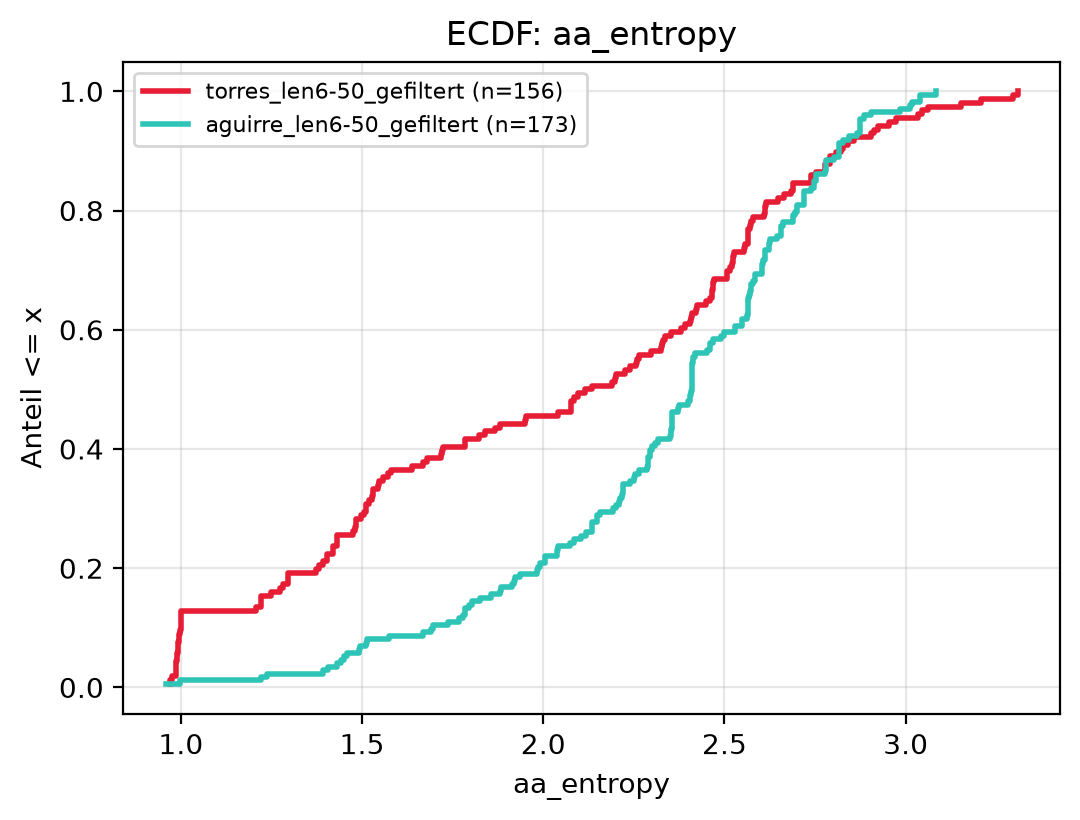 ECDF: aa_entropy
torres_len6-50_gefiltert (n=156)
aguirre_len6-50_gefiltert (n=173)
Anteil <= x
1.0
0.8
0.6
0.4
0.2
0.0
1.0 1.5 2.0 2.5 3.0
aa_entropy